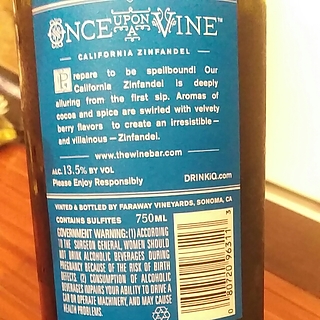 ONCE UPON A VINE™
CALIFORNIA ZINFANDEL
Prepare to be spellbound! Our
California Zinfandel is deeply
alluring from the first sip. Aromas of
cocoa and spice are swirled with velvety
berry flavors to create an irresistible—
and villainous — Zinfandel.
www.thewinebar.com
ALC. 13.5% BY VOL
Please Enjoy Responsibly DRINKiQ.com
VINTED & BOTTLED BY FARAWAY VINEYARDS, SONOMA, CA
CONTAINS SULFITES 750ML
GOVERNMENT WARNING: (1) ACCORDING
TO THE SURGEON GENERAL, WOMEN SHOULD
NOT DRINK ALCOHOLIC BEVERAGES DURING
PREGNANCY BECAUSE OF THE RISK OF BIRTH
DEFECTS. (2) CONSUMPTION OF ALCOHOLIC
BEVERAGES IMPAIRS YOUR ABILITY TO DRIVE A
CAR OR OPERATE MACHINERY, AND MAY CAUSE
HEALTH PROBLEMS.
0 80720 96311 3